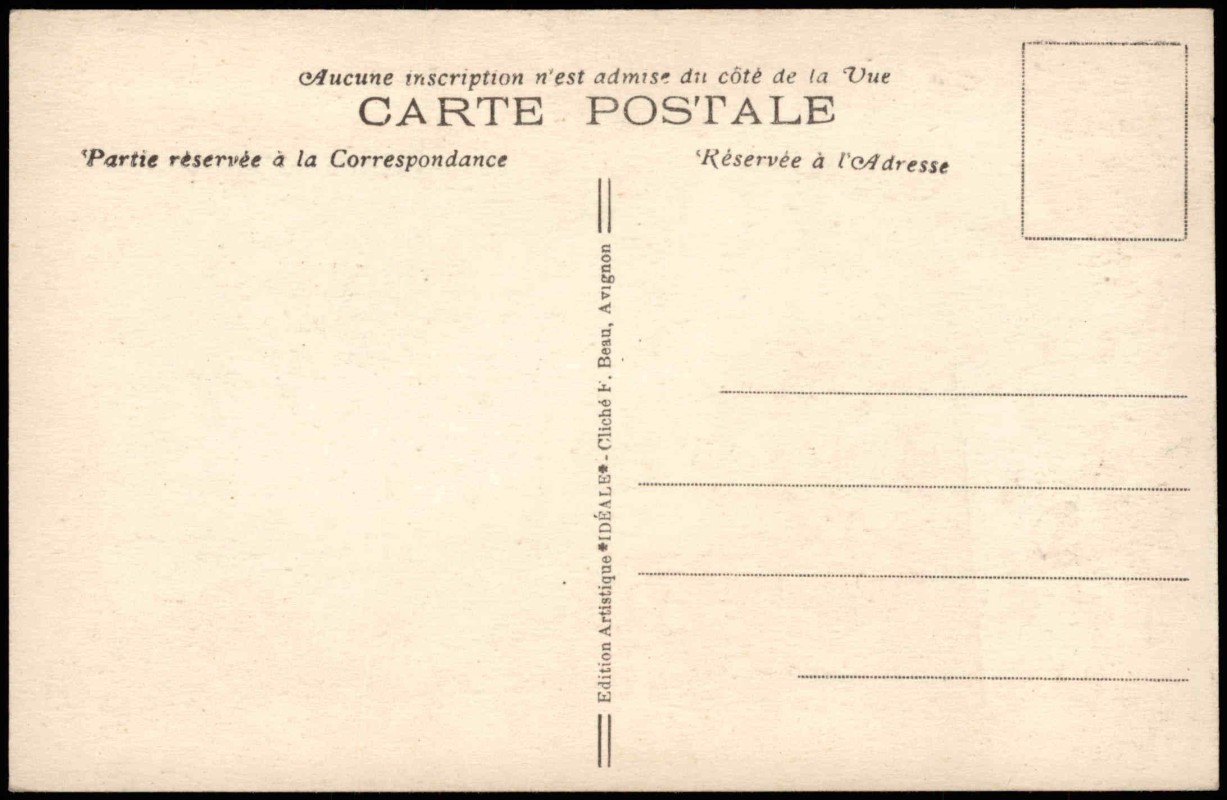 Aucune inscription n'est admise du côté de la Vue
CARTE POSTALE
Partie réservée à la Correspondance
Réservée à l'Adresse
Edition Artistique *IDÉALE* - Cliché F. Beau, Avignon